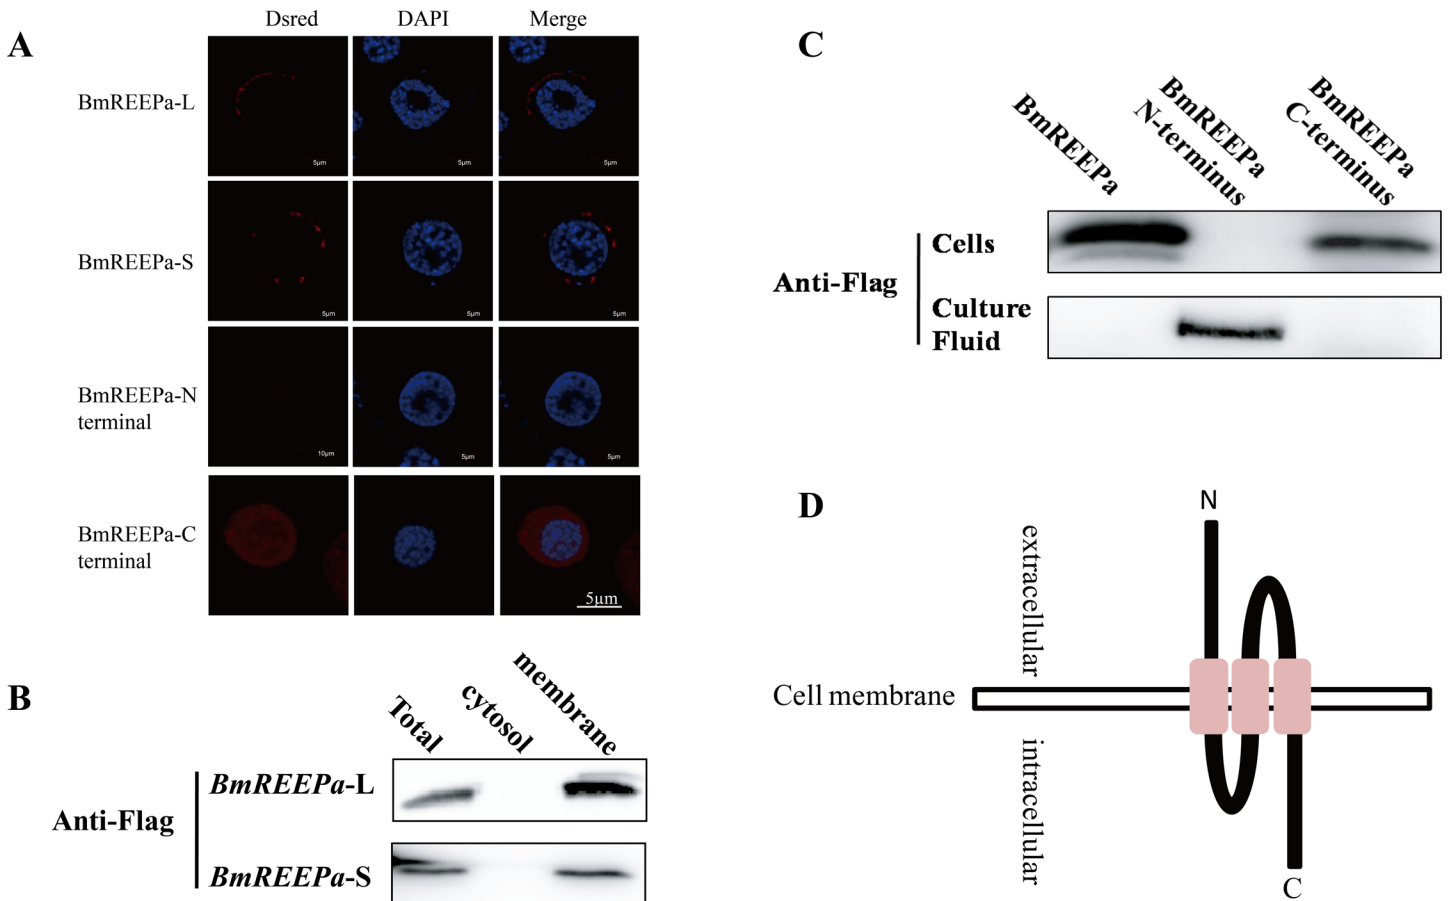 A
Dsred DAPI Merge
BmREEPa-L
5μm 5μm 5μm
BmREEPa-S
5μm 5μm 5μm
BmREEPa-N
terminal
10μm 5μm 5μm
BmREEPa-C
terminal
5μm
B
Total cytosol membrane
Anti-Flag
BmREEPa-L
BmREEPa-S
C
BmREEPa
BmREEPa
N-terminus
BmREEPa
C-terminus
Anti-Flag
Cells
Culture
Fluid
D
N
extracellular
Cell membrane
intracellular
C